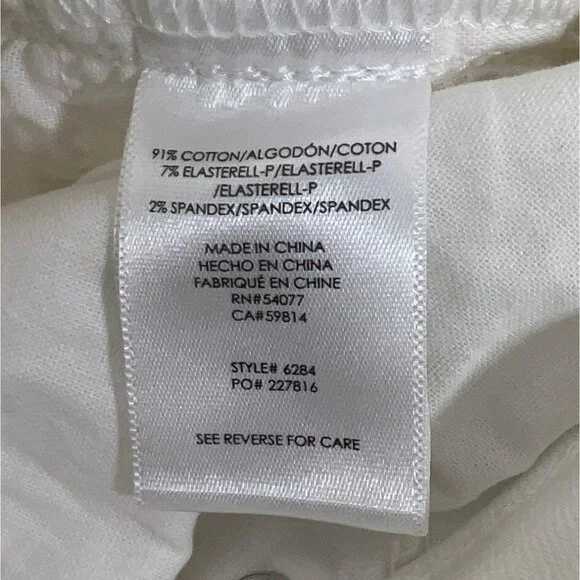 91% COTTON/ALGODÓN/COTON
7% ELASTERELL-P/ELASTERELL-P
/ELASTERELL-P
2% SPANDEX/SPANDEX/SPANDEX
MADE IN CHINA
HECHO EN CHINA
FABRIQUÉ EN CHINE
RN#54077
CA#59814
STYLE# 6284
PO# 227816
SEE REVERSE FOR CARE